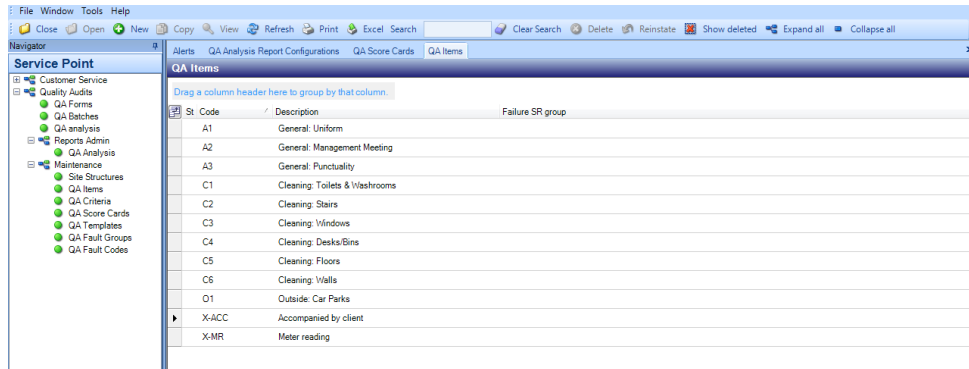 File Window Tools Help
Close Open New Copy View Refresh Print Excel Search Clear Search Delete Reinstate Show deleted Expand all Collapse all
Navigator
Alerts QA Analysis Report Configurations QA Score Cards QA Items
Service Point
QA Items
Customer Service
Quality Audits
QA Forms
QA Batches
QA analysis
Reports Admin
QA Analysis
Maintenance
Site Structures
QA Items
QA Criteria
QA Score Cards
QA Templates
QA Fault Groups
QA Fault Codes
Drag a column header here to group by that column.
St Code Description Failure SR group
A1 General: Uniform
A2 General: Management Meeting
A3 General: Punctuality
C1 Cleaning: Toilets & Washrooms
C2 Cleaning: Stairs
C3 Cleaning: Windows
C4 Cleaning: Desks/Bins
C5 Cleaning: Floors
C6 Cleaning: Walls
O1 Outside: Car Parks
X-ACC Accompanied by client
X-MR Meter reading